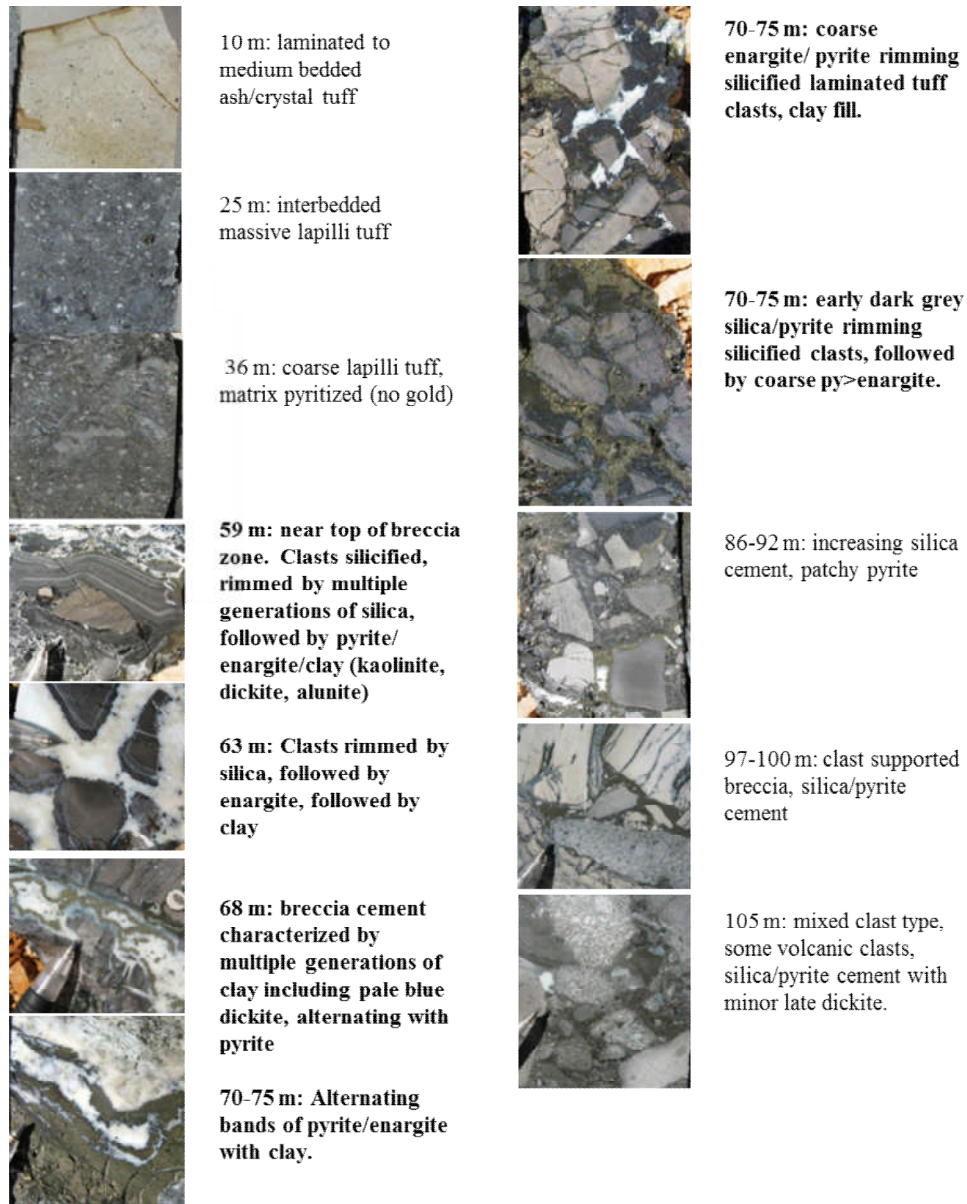 10 m: laminated to
medium bedded
ash/crystal tuff
25 m: interbedded
massive lapilli tuff
36 m: coarse lapilli tuff,
matrix pyritized (no gold)
59 m: near top of breccia
zone. Clasts silicified,
rimmed by multiple
generations of silica,
followed by pyrite/
enargite/clay (kaolinite,
dickite, alunite)
63 m: Clasts rimmed by
silica, followed by
enargite, followed by
clay
68 m: breccia cement
characterized by
multiple generations of
clay including pale blue
dickite, alternating with
pyrite
70-75 m: Alternating
bands of pyrite/enargite
with clay.
70-75 m: coarse
enargite/ pyrite rimming
silicified laminated tuff
clasts, clay fill.
70-75 m: early dark grey
silica/pyrite rimming
silicified clasts, followed
by coarse py>enargite.
86-92 m: increasing silica
cement, patchy pyrite
97-100 m: clast supported
breccia, silica/pyrite
cement
105 m: mixed clast type,
some volcanic clasts,
silica/pyrite cement with
minor late dickite.